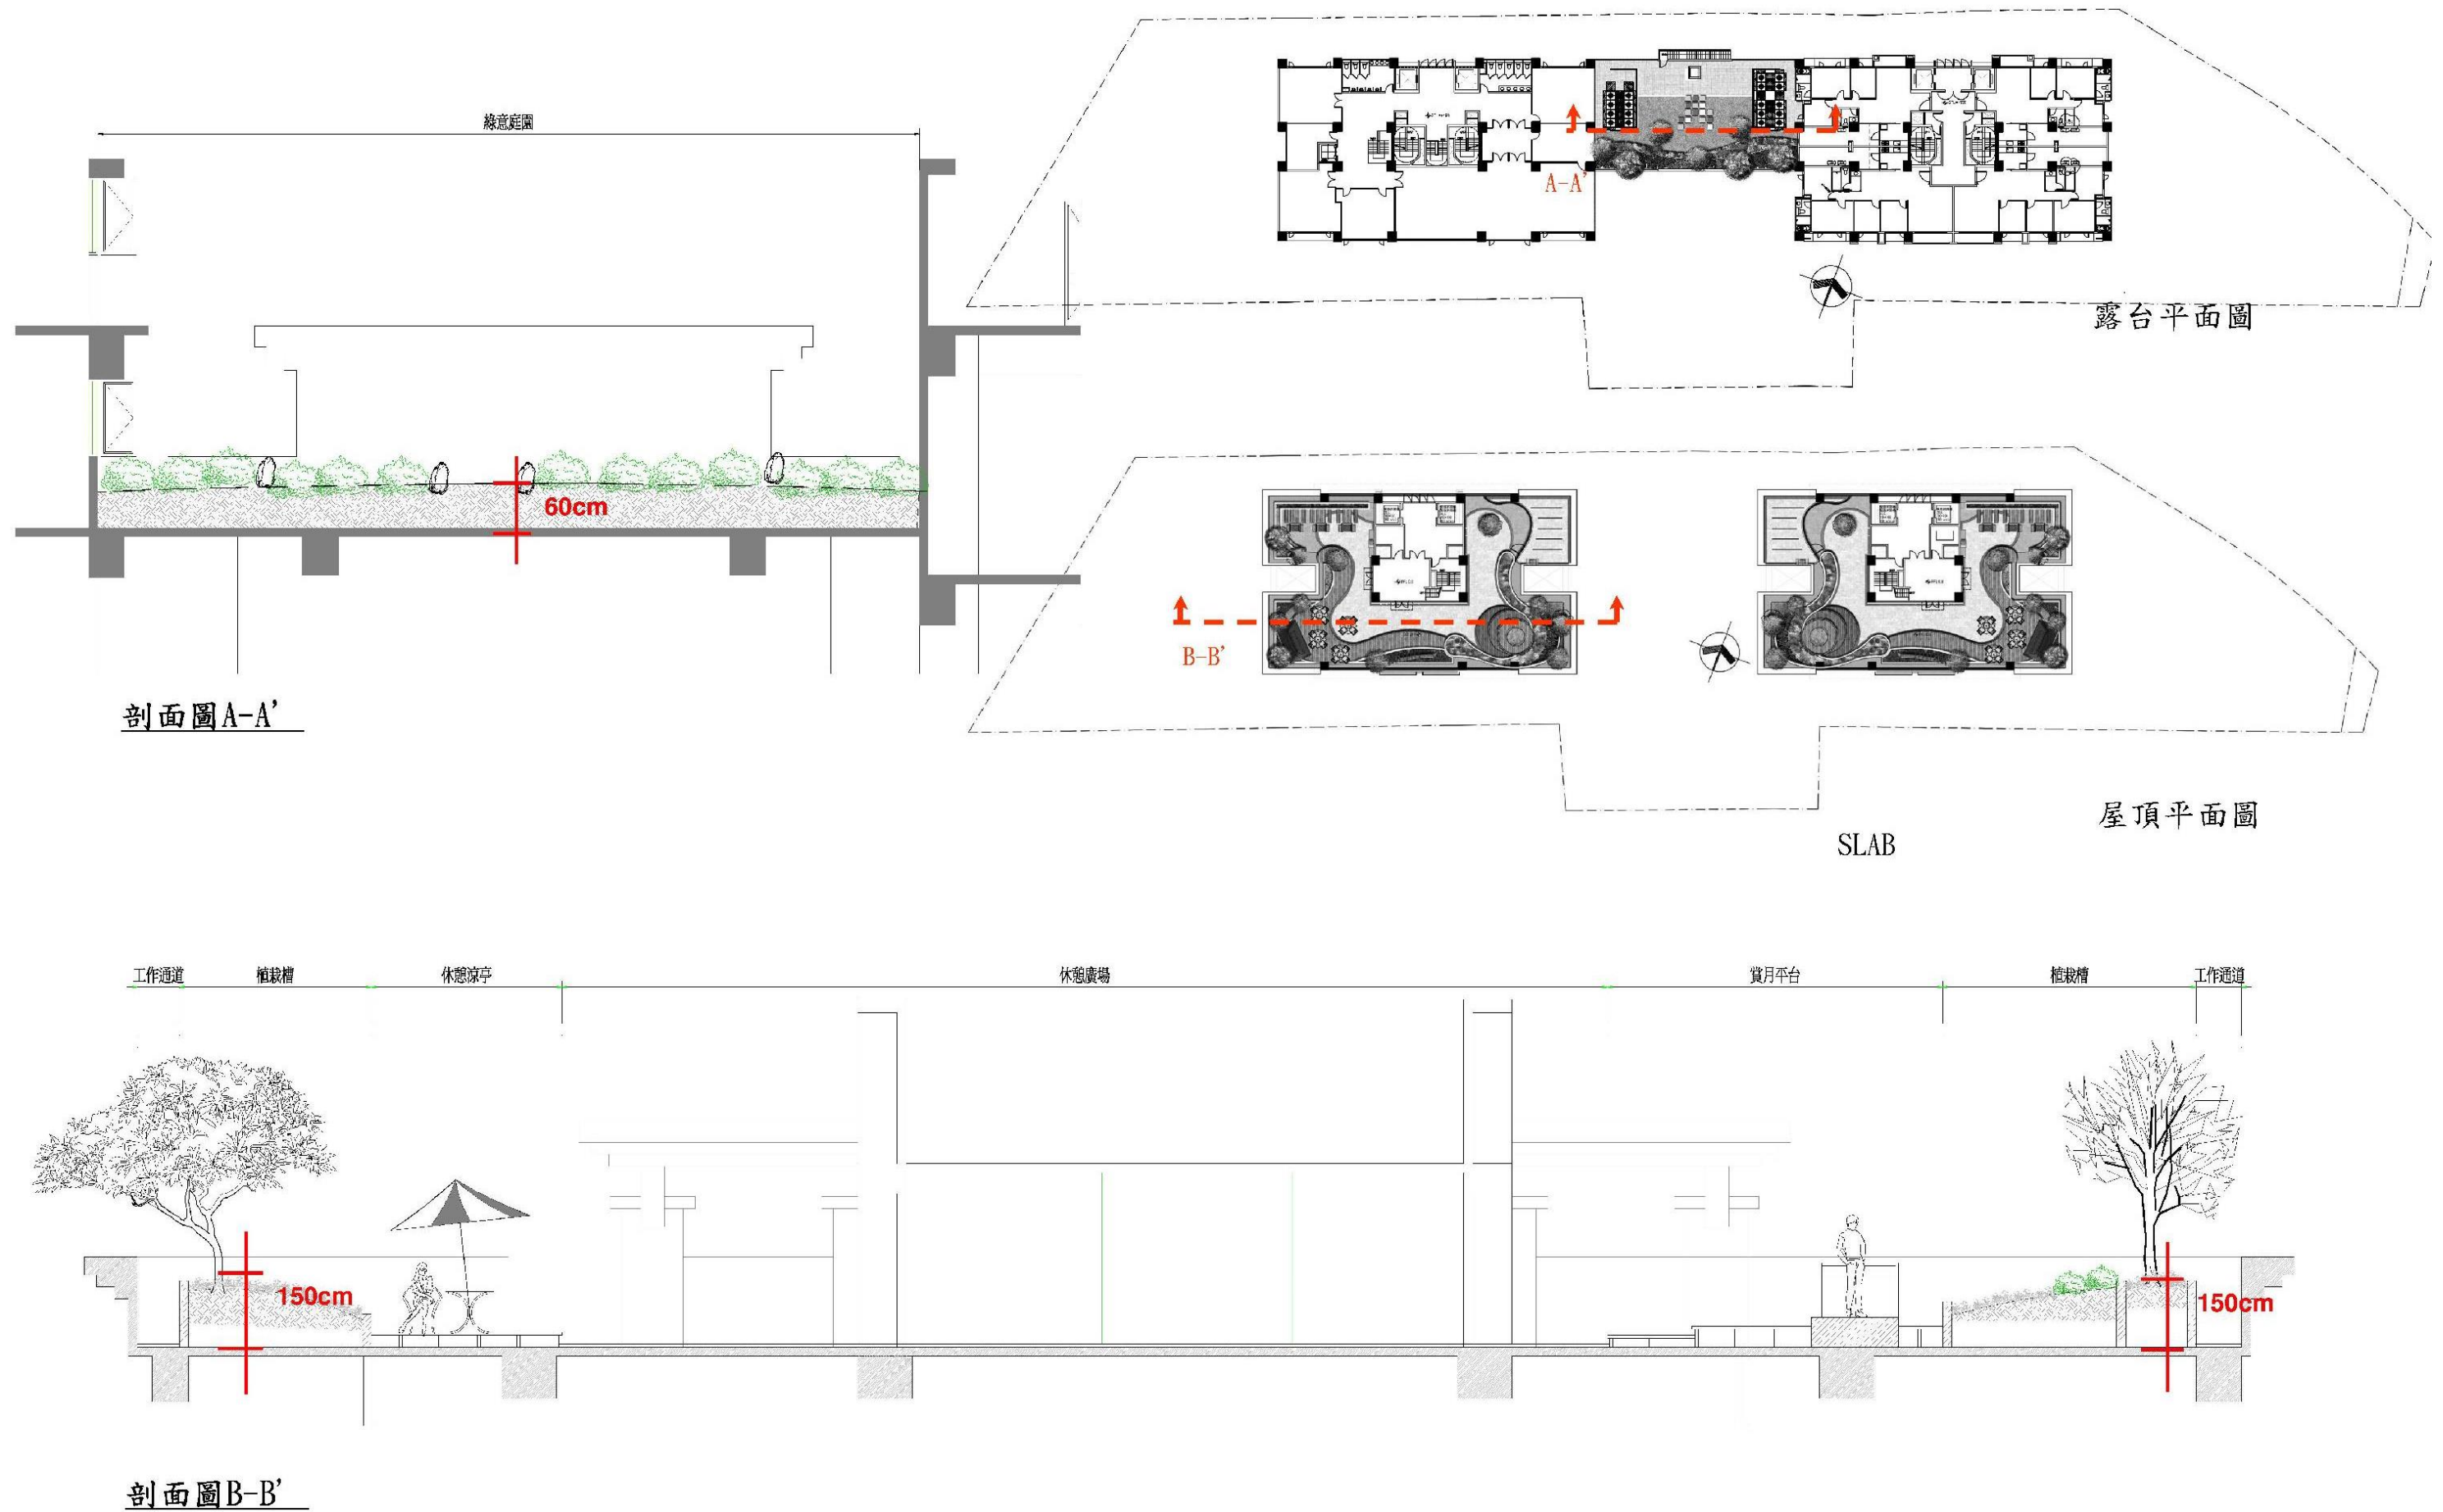 綠意庭園
A-A'
露台平面圖
60cm
剖面圖A-A'
B-B'
屋頂平面圖
SLAB
工作通道
植栽槽
休憩涼亭
休憩廣場
賞月平台
植栽槽
工作通道
150cm
150cm
剖面圖B-B'